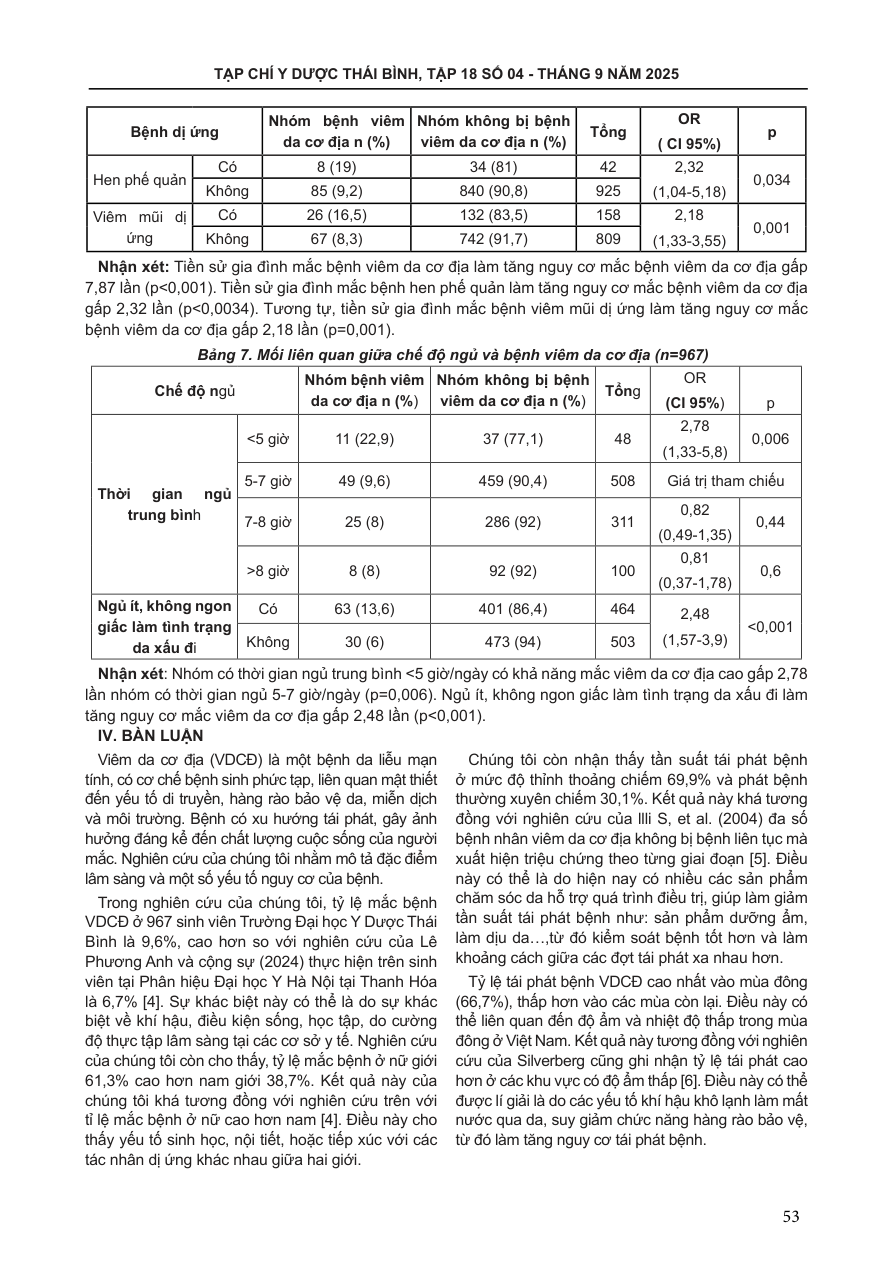 TẠP CHÍ Y DƯỢC THÁI BÌNH, TẬP 18 SỐ 04 - THÁNG 9 NĂM 2025
Bệnh dị ứng
Nhóm bệnh viêm
da cơ địa n (%)
Nhóm không bị bệnh
viêm da cơ địa n (%)
Tổng
OR
( CI 95%)
p
Hen phế quản
Có
8 (19)
34 (81)
42
2,32
(1,04-5,18)
0,034
Không
85 (9,2)
840 (90,8)
925
Viêm mũi dị
ứng
Có
26 (16,5)
132 (83,5)
158
2,18
(1,33-3,55)
0,001
Không
67 (8,3)
742 (91,7)
809
Nhận xét: Tiền sử gia đình mắc bệnh viêm da cơ địa làm tăng nguy cơ mắc bệnh viêm da cơ địa gấp
7,87 lần (p<0,001). Tiền sử gia đình mắc bệnh hen phế quản làm tăng nguy cơ mắc bệnh viêm da cơ địa
gấp 2,32 lần (p<0,0034). Tương tự, tiền sử gia đình mắc bệnh viêm mũi dị ứng làm tăng nguy cơ mắc
bệnh viêm da cơ địa gấp 2,18 lần (p=0,001).
Bảng 7. Mối liên quan giữa chế độ ngủ và bệnh viêm da cơ địa (n=967)
Chế độ ngủ
Nhóm bệnh viêm
da cơ địa n (%)
Nhóm không bị bệnh
viêm da cơ địa n (%)
Tổng
OR
(CI 95%)
p
Thời gian ngủ
trung bình
<5 giờ
11 (22,9)
37 (77,1)
48
2,78
(1,33-5,8)
0,006
5-7 giờ
49 (9,6)
459 (90,4)
508
Giá trị tham chiếu
7-8 giờ
25 (8)
286 (92)
311
0,82
(0,49-1,35)
0,44
>8 giờ
8 (8)
92 (92)
100
0,81
(0,37-1,78)
0,6
Ngủ ít, không ngon
giấc làm tình trạng
da xấu đi
Có
63 (13,6)
401 (86,4)
464
2,48
(1,57-3,9)
<0,001
Không
30 (6)
473 (94)
503
Nhận xét: Nhóm có thời gian ngủ trung bình <5 giờ/ngày có khả năng mắc viêm da cơ địa cao gấp 2,78
lần nhóm có thời gian ngủ 5-7 giờ/ngày (p=0,006). Ngủ ít, không ngon giấc làm tình trạng da xấu đi làm
tăng nguy cơ mắc viêm da cơ địa gấp 2,48 lần (p<0,001).
IV. BÀN LUẬN
Viêm da cơ địa (VDCĐ) là một bệnh da liễu mạn
tính, có cơ chế bệnh sinh phức tạp, liên quan mật thiết
đến yếu tố di truyền, hàng rào bảo vệ da, miễn dịch
và môi trường. Bệnh có xu hướng tái phát, gây ảnh
hưởng đáng kể đến chất lượng cuộc sống của người
mắc. Nghiên cứu của chúng tôi nhằm mô tả đặc điểm
lâm sàng và một số yếu tố nguy cơ của bệnh.
Trong nghiên cứu của chúng tôi, tỷ lệ mắc bệnh
VDCĐ ở 967 sinh viên Trường Đại học Y Dược Thái
Bình là 9,6%, cao hơn so với nghiên cứu của Lê
Phương Anh và cộng sự (2024) thực hiện trên sinh
viên tại Phân hiệu Đại học Y Hà Nội tại Thanh Hóa
là 6,7% [4]. Sự khác biệt này có thể là do sự khác
biệt về khí hậu, điều kiện sống, học tập, do cường
độ thực tập lâm sàng tại các cơ sở y tế. Nghiên cứu
của chúng tôi còn cho thấy, tỷ lệ mắc bệnh ở nữ giới
61,3% cao hơn nam giới 38,7%. Kết quả này của
chúng tôi khá tương đồng với nghiên cứu trên với
tỉ lệ mắc bệnh ở nữ cao hơn nam [4]. Điều này cho
thấy yếu tố sinh học, nội tiết, hoặc tiếp xúc với các
tác nhân dị ứng khác nhau giữa hai giới.
Chúng tôi còn nhận thấy tần suất tái phát bệnh
ở mức độ thỉnh thoảng chiếm 69,9% và phát bệnh
thường xuyên chiếm 30,1%. Kết quả này khá tương
đồng với nghiên cứu của Illi S, et al. (2004) đa số
bệnh nhân viêm da cơ địa không bị bệnh liên tục mà
xuất hiện triệu chứng theo từng giai đoạn [5]. Điều
này có thể là do hiện nay có nhiều các sản phẩm
chăm sóc da hỗ trợ quá trình điều trị, giúp làm giảm
tần suất tái phát bệnh như: sản phẩm dưỡng ẩm,
làm dịu da…,từ đó kiểm soát bệnh tốt hơn và làm
khoảng cách giữa các đợt tái phát xa nhau hơn.
Tỷ lệ tái phát bệnh VDCĐ cao nhất vào mùa đông
(66,7%), thấp hơn vào các mùa còn lại. Điều này có
thể liên quan đến độ ẩm và nhiệt độ thấp trong mùa
đông ở Việt Nam. Kết quả này tương đồng với nghiên
cứu của Silverberg cũng ghi nhận tỷ lệ tái phát cao
hơn ở các khu vực có độ ẩm thấp [6]. Điều này có thể
được lí giải là do các yếu tố khí hậu khô lạnh làm mất
nước qua da, suy giảm chức năng hàng rào bảo vệ,
từ đó làm tăng nguy cơ tái phát bệnh.
53